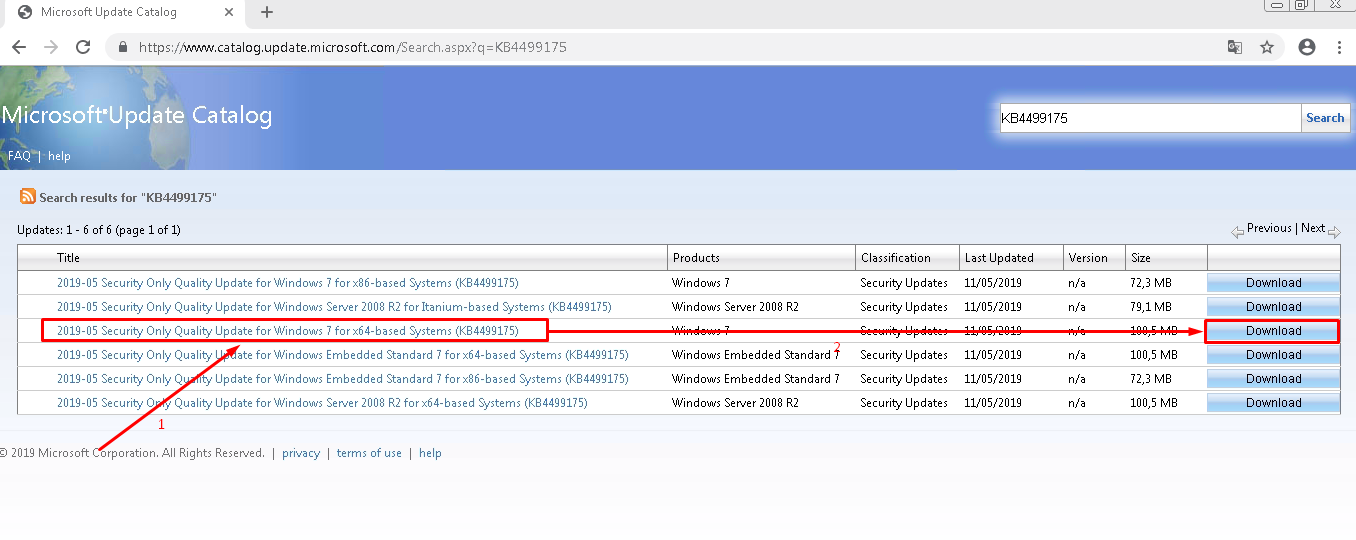 Microsoft Update Catalog
https://www.catalog.update.microsoft.com/Search.aspx?q=KB4499175
Microsoft Update Catalog
KB4499175 Search
FAQ | help
Search results for "KB4499175"
Updates: 1 - 6 of 6 (page 1 of 1) Previous | Next
Title Products Classification Last Updated Version Size
2019-05 Security Only Quality Update for Windows 7 for x86-based Systems (KB4499175) Windows 7 Security Updates 11/05/2019 n/a 72,3 MB Download
2019-05 Security Only Quality Update for Windows Server 2008 R2 for Itanium-based Systems (KB4499175) Windows Server 2008 R2 Security Updates 11/05/2019 n/a 79,1 MB Download
2019-05 Security Only Quality Update for Windows 7 for x64-based Systems (KB4499175) Windows 7 Security Updates 11/05/2019 n/a 100,5 MB Download
2019-05 Security Only Quality Update for Windows Embedded Standard 7 for x64-based Systems (KB4499175) Windows Embedded Standard 7 Security Updates 11/05/2019 n/a 100,5 MB Download
2
2019-05 Security Only Quality Update for Windows Embedded Standard 7 for x86-based Systems (KB4499175) Windows Embedded Standard 7 Security Updates 11/05/2019 n/a 72,3 MB Download
2019-05 Security Only Quality Update for Windows Server 2008 R2 for x64-based Systems (KB4499175) Windows Server 2008 R2 Security Updates 11/05/2019 n/a 100,5 MB Download
1
© 2019 Microsoft Corporation. All Rights Reserved. | privacy | terms of use | help